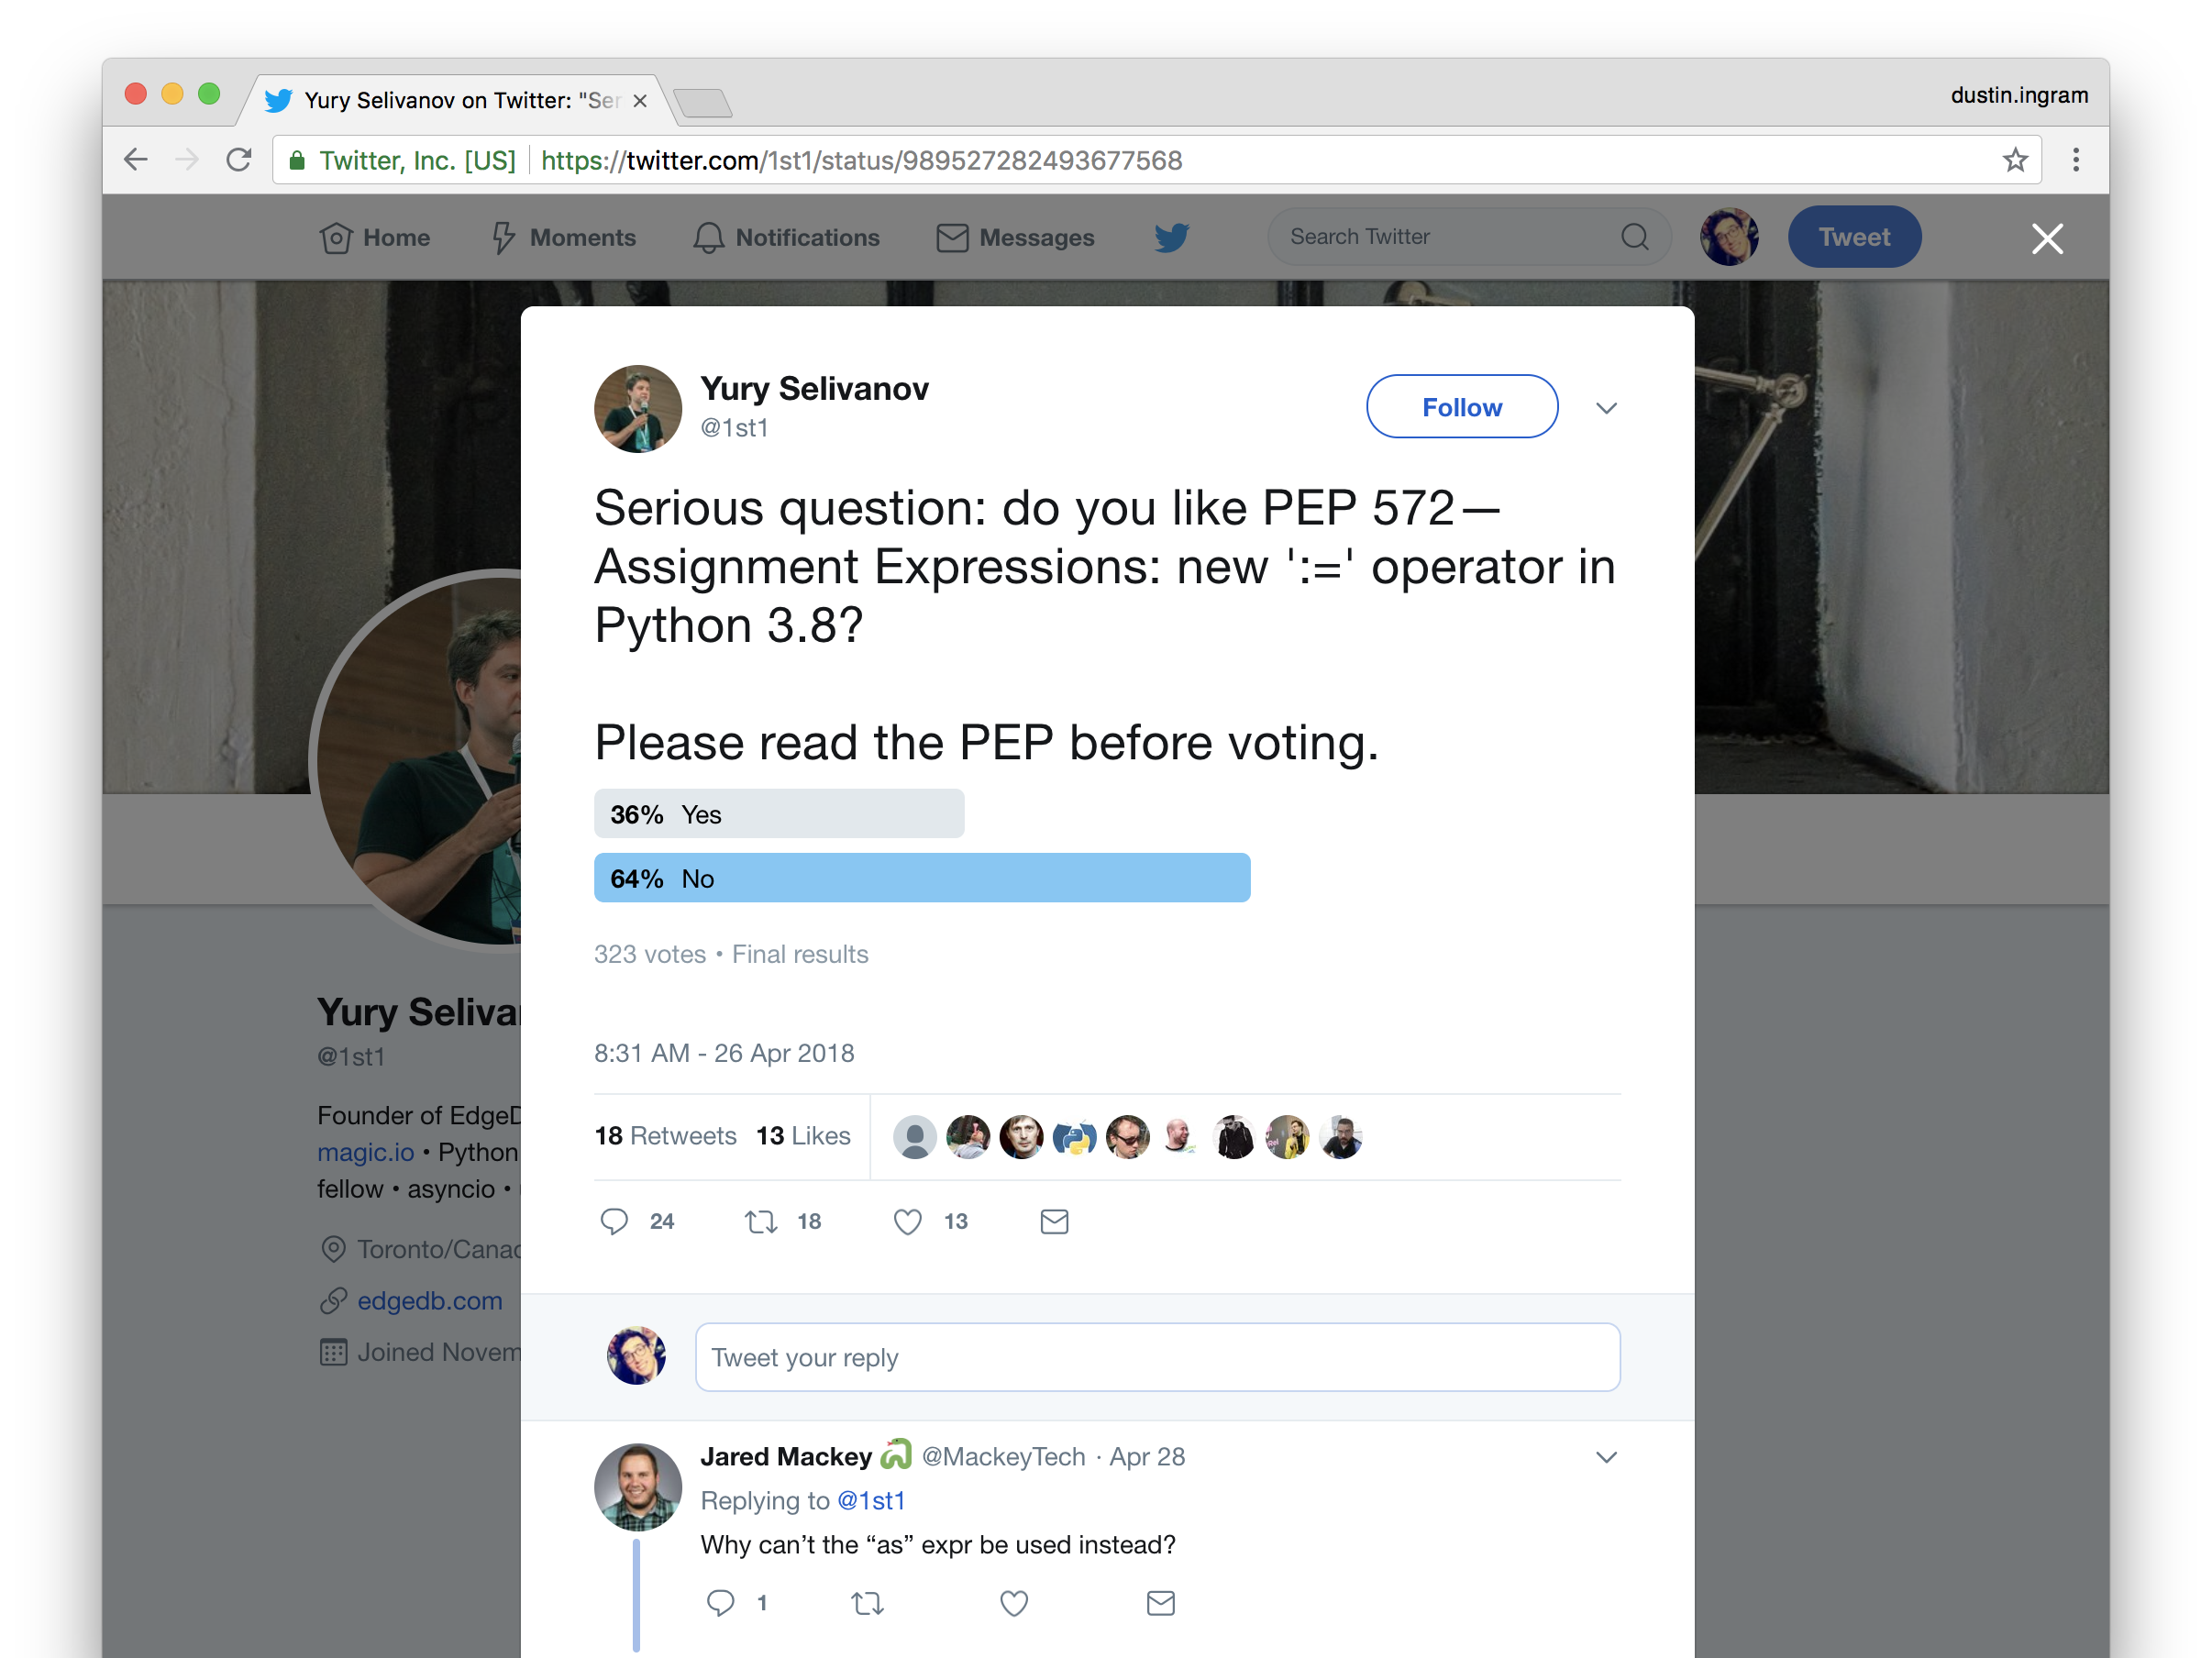 Yury Selivanov on Twitter: "Ser
dustin.ingram
Twitter, Inc. [US] https://twitter.com/1st1/status/989527282493677568
Home Moments Notifications Messages Search Twitter Tweet
Yury Selivanov
@1st1
Follow
Serious question: do you like PEP 572—
Assignment Expressions: new ':=' operator in
Python 3.8?
Please read the PEP before voting.
36% Yes
64% No
323 votes • Final results
8:31 AM - 26 Apr 2018
18 Retweets 13 Likes
24 18 13
Tweet your reply
Jared Mackey @MackeyTech · Apr 28
Replying to @1st1
Why can’t the “as” expr be used instead?
1
Yury Seliva
@1st1
Founder of Edge
magic.io • Python
fellow • asyncio •
Toronto/Canad
edgedb.com
Joined Novem